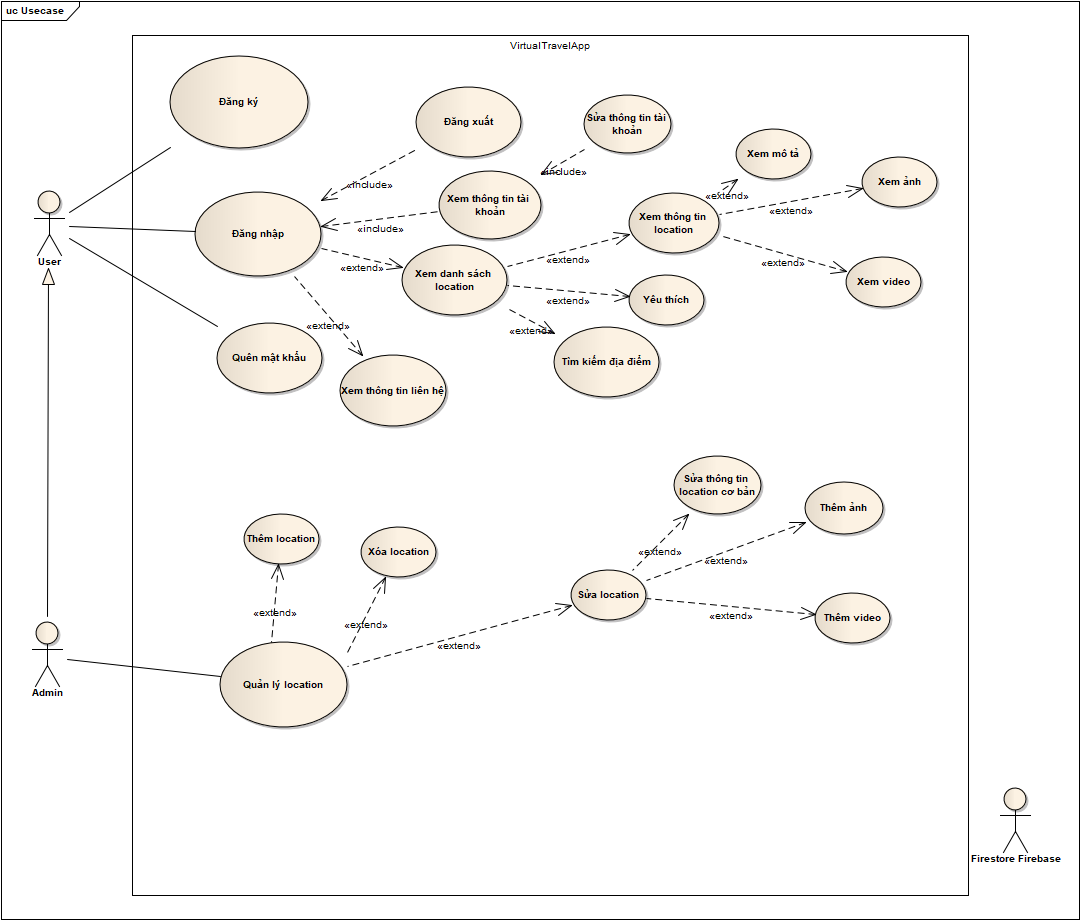 uc Usecase
VirtualTravelApp
Đăng ký
Đăng xuất
Sửa thông tin tài
khoản
Xem mô tả
Xem ảnh
«include»
«include»
Xem thông tin tài
khoản
«extend»
«extend»
User
Đăng nhập
«include»
Xem thông tin
location
«extend»
Xem danh sách
location
«extend»
«extend»
Xem video
«extend»
Yêu thích
«extend»
«extend»
Quên mật khẩu
Tìm kiếm địa điểm
Xem thông tin liên hệ
Sửa thông tin
location cơ bản
Thêm ảnh
Thêm location
Xóa location
«extend»
«extend»
Sửa location
«extend»
«extend»
«extend»
Thêm video
«extend»
Admin
Quản lý location
Firestore Firebase